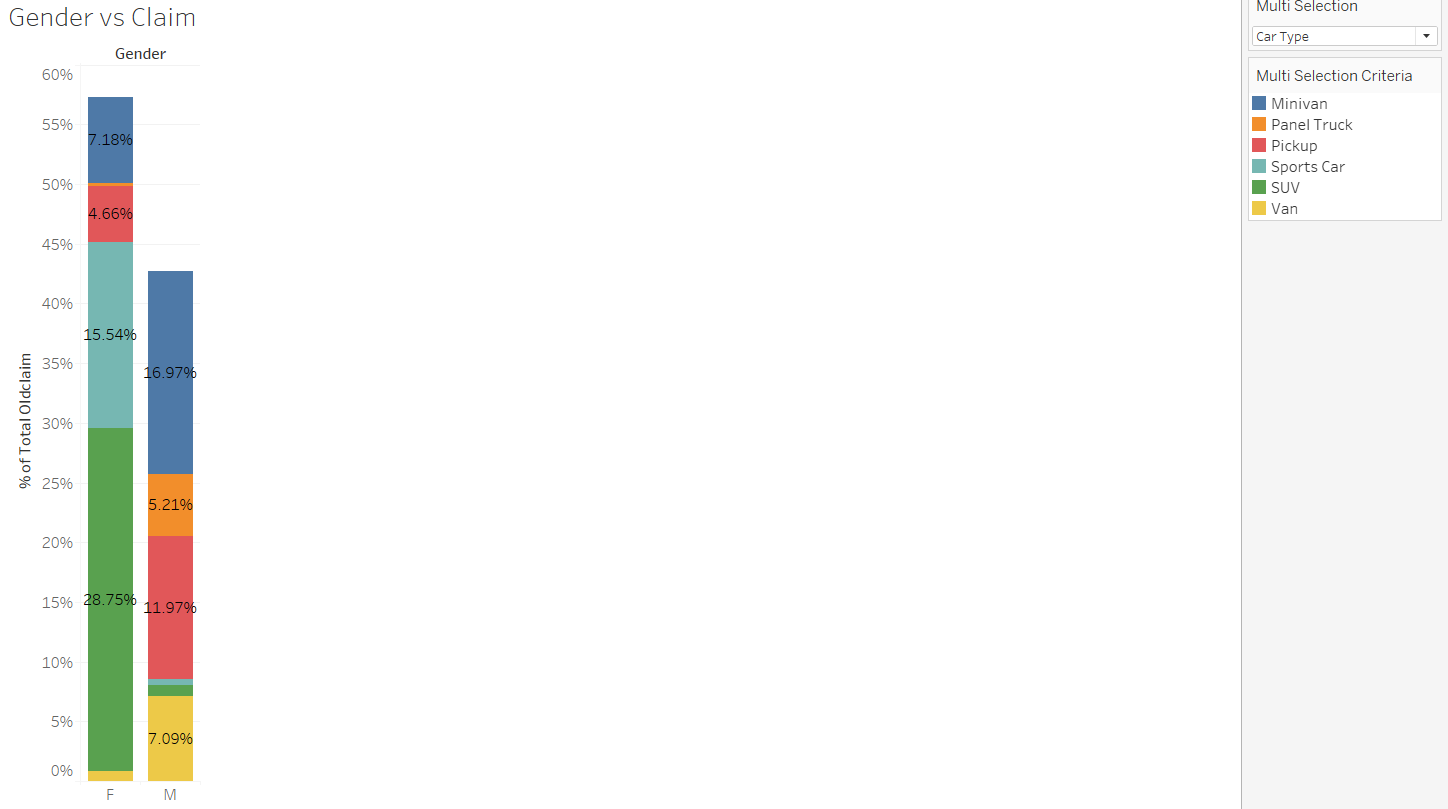 Gender vs Claim
Gender
60%
55%
50%
45%
40%
35%
30%
25%
20%
15%
10%
5%
0%
% of Total Oldclaim
7.18%
4.66%
15.54%
28.75%
16.97%
5.21%
11.97%
7.09%
F
M
Multi Selection
Car Type
Multi Selection Criteria
Minivan
Panel Truck
Pickup
Sports Car
SUV
Van